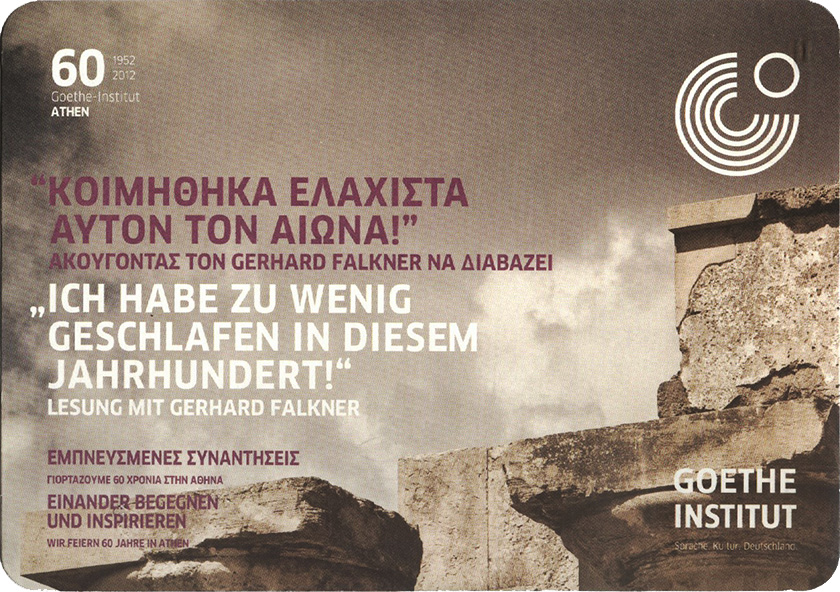 60 1952
2012
Goethe-Institut
ATHEN
“ΚΟΙΜΗΘΗΚΑ ΕΛΑΧΙΣΤΑ
ΑΥΤΟΝ ΤΟΝ ΑΙΩΝΑ!”
ΑΚΟΥΓΟΝΤΑΣ ΤΟΝ GERHARD FALKNER ΝΑ ΔΙΑΒΑΖΕΙ
„ICH HABE ZU WENIG
GESCHLAFEN IN DIESEM
JAHRHUNDERT!“
LESUNG MIT GERHARD FALKNER
ΕΜΠΝΕΥΣΜΕΝΕΣ ΣΥΝΑΝΤΗΣΕΙΣ
ΓΙΟΡΤΑΖΟΥΜΕ 60 ΧΡΟΝΙΑ ΣΤΗΝ ΑΘΗΝΑ
EINANDER BEGEGNEN
UND INSPIRIEREN
WIR FEIERN 60 JAHRE IN ATHEN
GOETHE
INSTITUT
Sprache. Kultur. Deutschland.